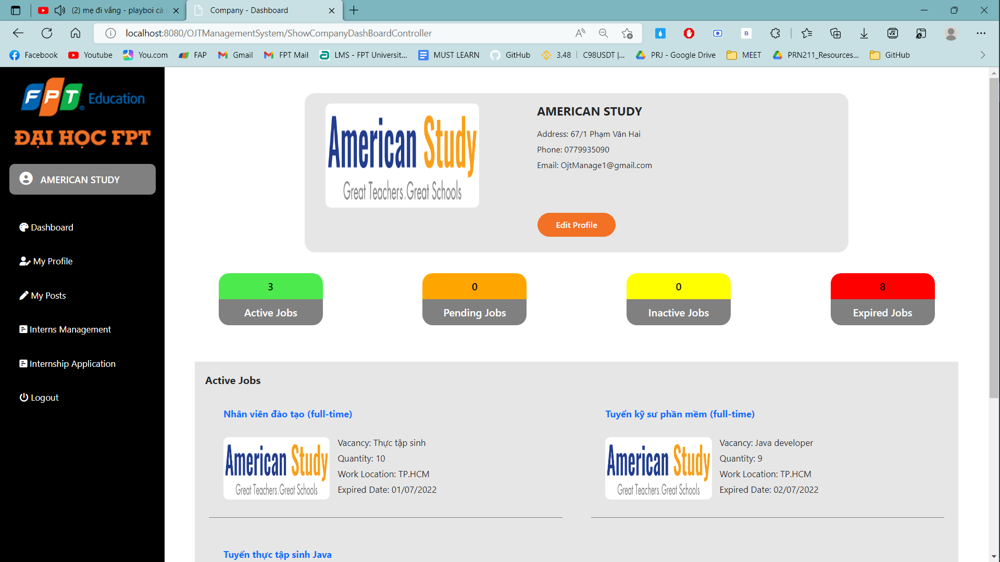 (2) mẹ đi vắng - playboi cà
Company - Dashboard
localhost:8080/OJTManagementSystem/ShowCompanyDashBoardController
Facebook
Youtube
You.com
FAP
Gmail
FPT Mail
LMS - FPT Universit...
MUST LEARN
GitHub
3.48 | C98USDT |...
PRJ - Google Drive
MEET
PRN211_Resources...
GitHub
FPT Education
ĐẠI HỌC FPT
AMERICAN STUDY
Dashboard
My Profile
My Posts
Interns Management
Internship Application
Logout
American Study
Great Teachers,Great Schools
AMERICAN STUDY
Address: 67/1 Phạm Văn Hai
Phone: 0779935090
Email: OjtManage1@gmail.com
Edit Profile
3
Active Jobs
0
Pending Jobs
0
Inactive Jobs
8
Expired Jobs
Active Jobs
Nhân viên đào tạo (full-time)
American Study
Great Teachers,Great Schools
Vacancy: Thực tập sinh
Quantity: 10
Work Location: TP.HCM
Expired Date: 01/07/2022
Tuyển kỹ sư phần mềm (full-time)
American Study
Great Teachers,Great Schools
Vacancy: Java developer
Quantity: 9
Work Location: TP.HCM
Expired Date: 02/07/2022
Tuyển thực tập sinh Java